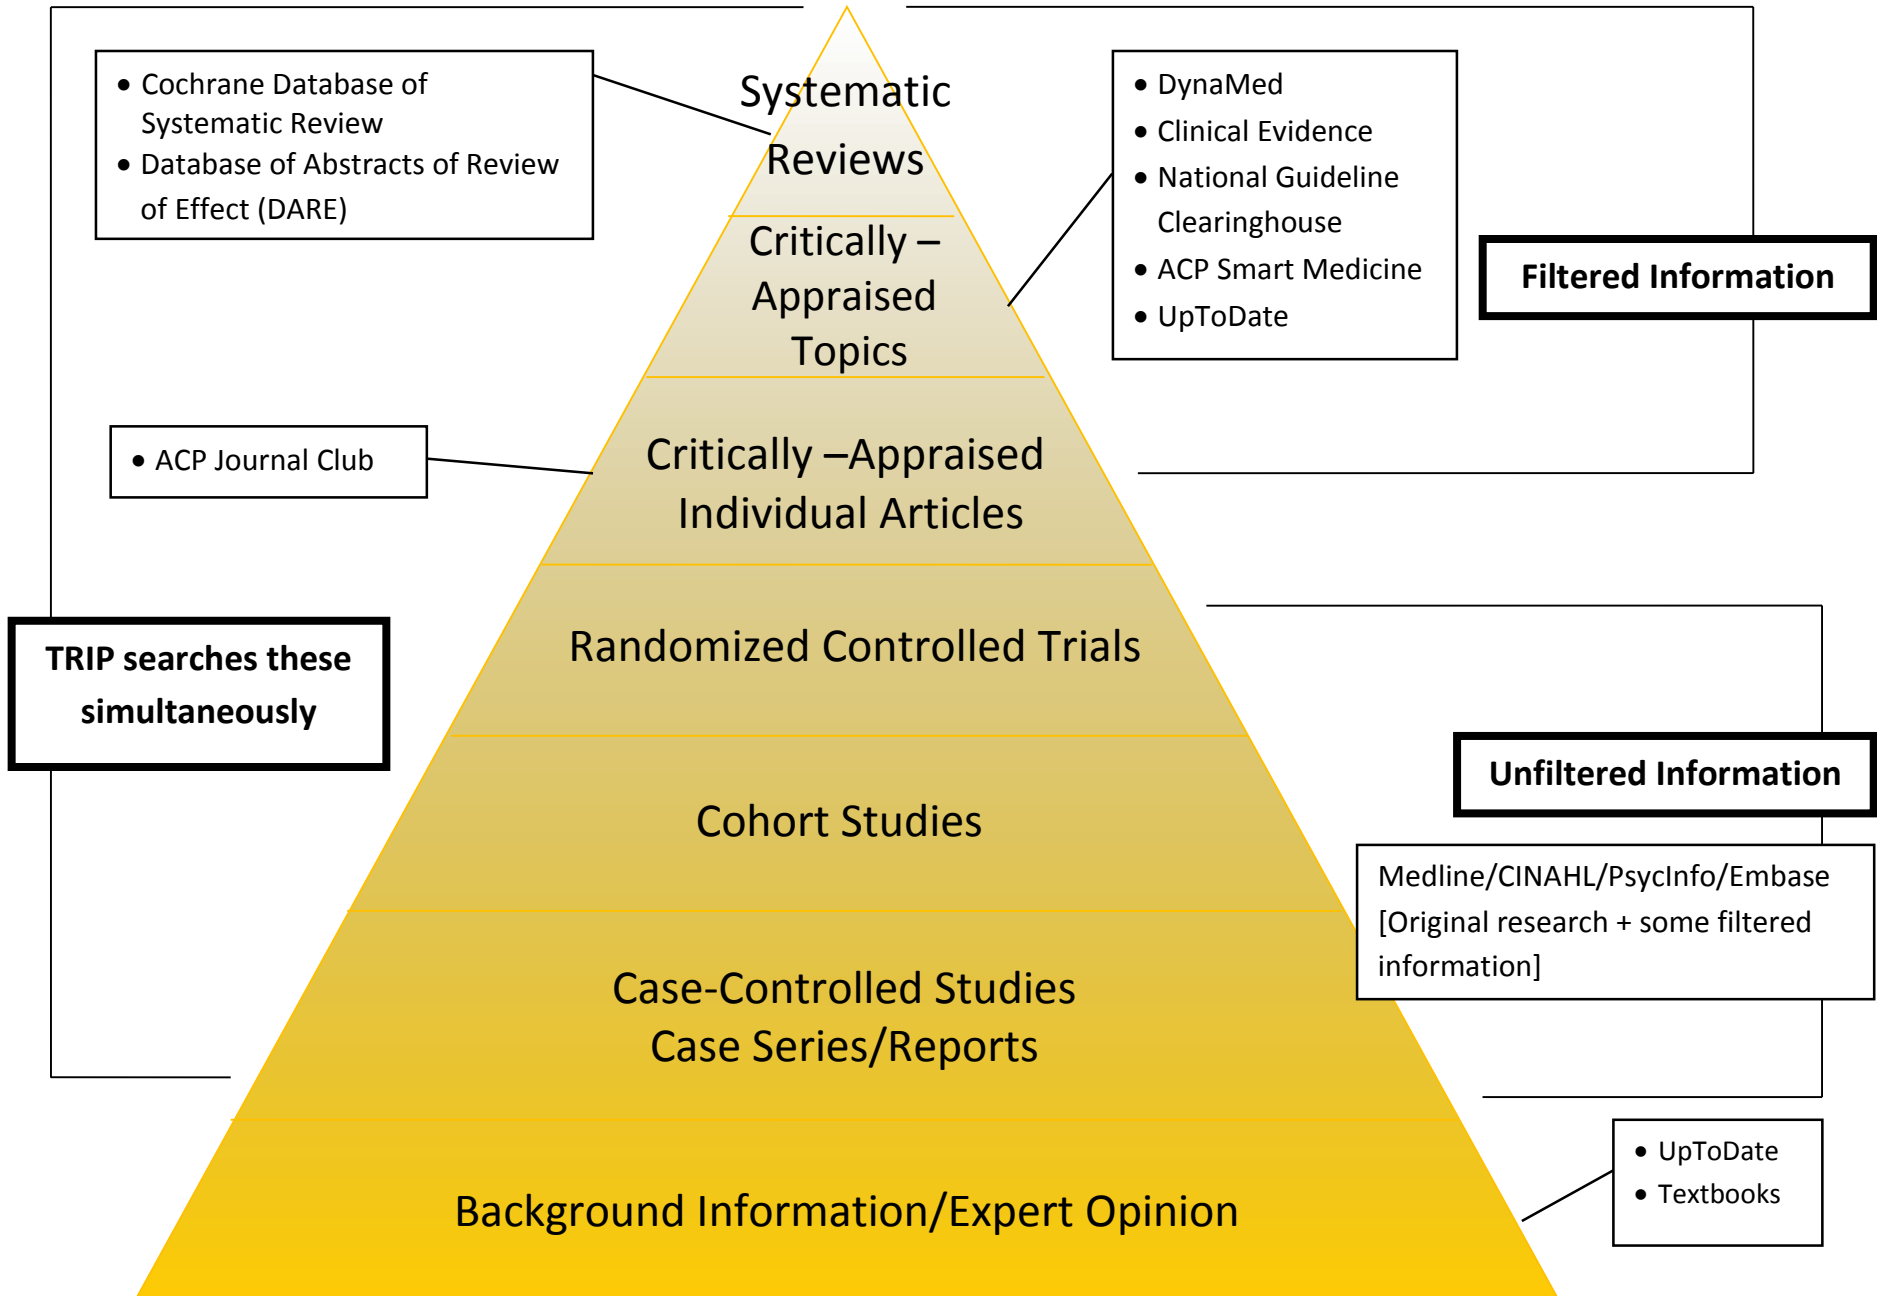 • Cochrane Database of
Systematic Review
• Database of Abstracts of Review
of Effect (DARE)
Systematic
Reviews
• DynaMed
• Clinical Evidence
• National Guideline
Clearinghouse
• ACP Smart Medicine
• UpToDate
Filtered Information
Critically –
Appraised
Topics
• ACP Journal Club
Critically –Appraised
Individual Articles
Randomized Controlled Trials
TRIP searches these
simultaneously
Cohort Studies
Unfiltered Information
Medline/CINAHL/PsycInfo/Embase
[Original research + some filtered
information]
Case-Controlled Studies
Case Series/Reports
• UpToDate
• Textbooks
Background Information/Expert Opinion